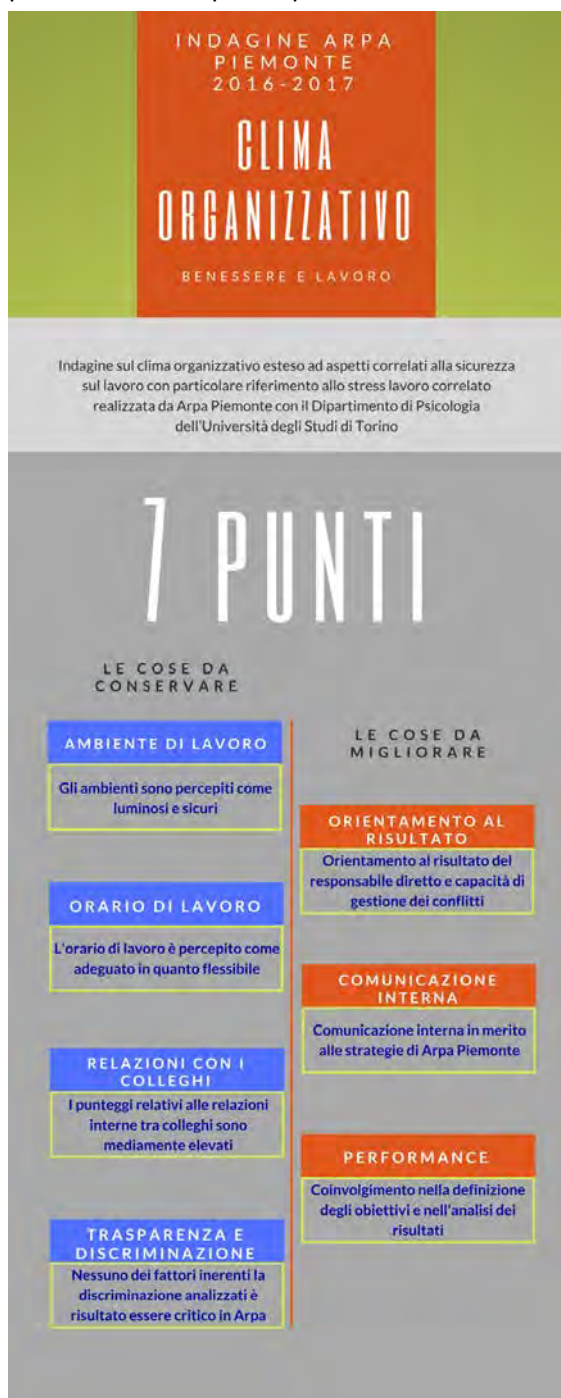 INDAGINE ARPA
PIEMONTE
2016-2017
CLIMA
ORGANIZZATIVO
BENESSERE E LAVORO
Indagine sul clima organizzativo esteso ad aspetti correlati alla sicurezza
sul lavoro con particolare riferimento allo stress lavoro correlato
realizzata da Arpa Piemonte con il Dipartimento di Psicologia
dell'Università degli Studi di Torino
7 PUNTI
LE COSE DA
CONSERVARE
AMBIENTE DI LAVORO
Gli ambienti sono percepiti come
luminosi e sicuri
ORARIO DI LAVORO
L'orario di lavoro è percepito come
adeguato in quanto flessibile
RELAZIONI CON I
COLLEGHI
I punteggi relativi alle relazioni
interne tra colleghi sono
mediamente elevati
TRASPARENZA E
DISCRIMINAZIONE
Nessuno dei fattori inerenti la
discriminazione analizzati è
risultato essere critico in Arpa
LE COSE DA
MIGLIORARE
ORIENTAMENTO AL
RISULTATO
Orientamento al risultato del
responsabile diretto e capacità di
gestione dei conflitti
COMUNICAZIONE
INTERNA
Comunicazione interna in merito
alle strategie di Arpa Piemonte
PERFORMANCE
Coinvolgimento nella definizione
degli obiettivi e nell'analisi dei
risultati